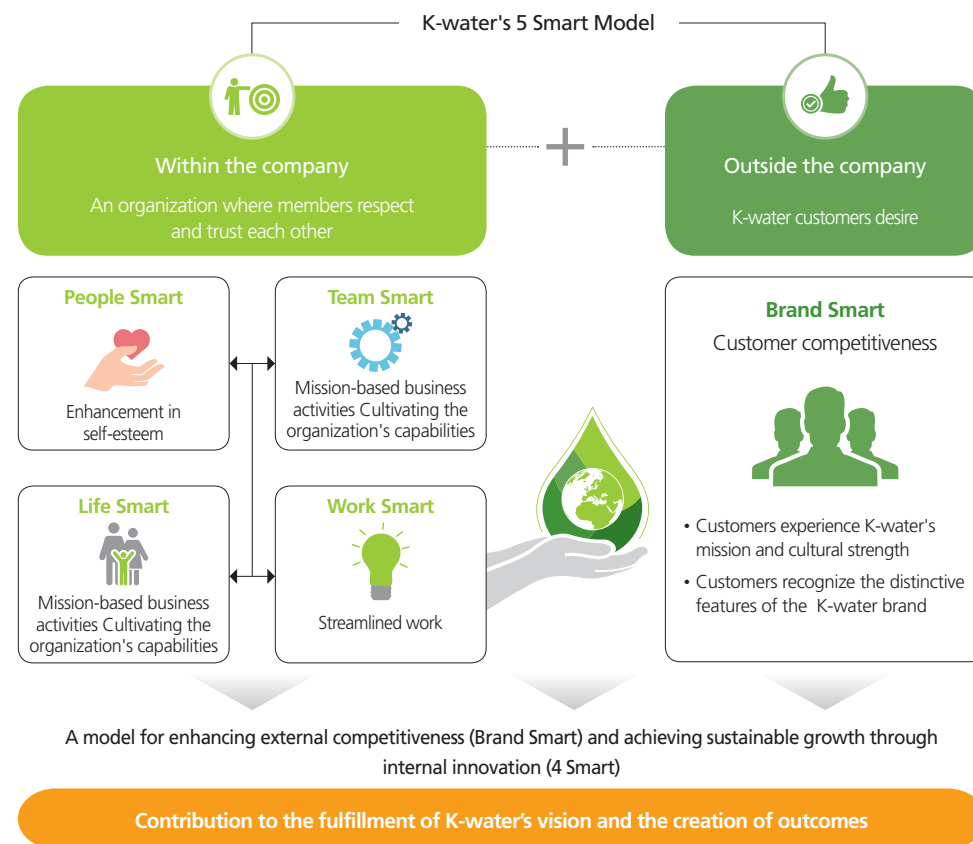 K-water's 5 Smart Model
Within the company
An organization where members respect
and trust each other
Outside the company
K-water customers desire
People Smart
Enhancement in
self-esteem
Team Smart
Mission-based business
activities Cultivating the
organization's capabilities
Life Smart
Mission-based business
activities Cultivating the
organization's capabilities
Work Smart
Streamlined work
Brand Smart
Customer competitiveness
• Customers experience K-water's
mission and cultural strength
• Customers recognize the distinctive
features of the K-water brand
A model for enhancing external competitiveness (Brand Smart) and achieving sustainable growth through
internal innovation (4 Smart)
Contribution to the fulfillment of K-water's vision and the creation of outcomes